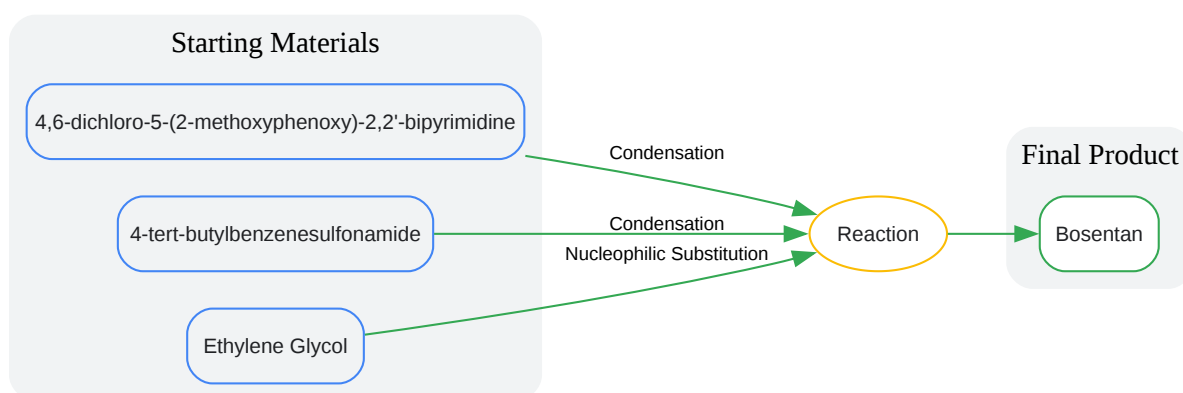 Starting Materials
4,6-dichloro-5-(2-methoxyphenoxy)-2,2'-bipyrimidine
Condensation
Final Product
4-tert-butylbenzenesulfonamide
Condensation
Reaction
Bosentan
Nucleophilic Substitution
Ethylene Glycol